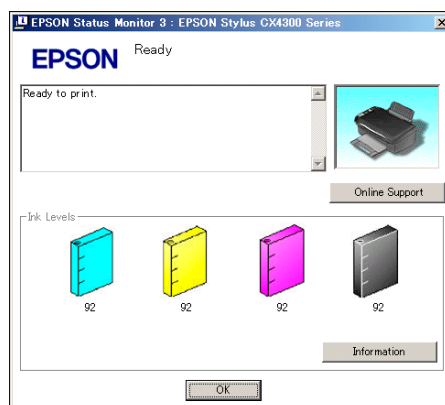 EPSON Status Monitor 3 : EPSON Stylus CX4300 Series
EPSON
Ready
Ready to print.
Online Support
Ink Levels
92
92
92
92
Information
OK